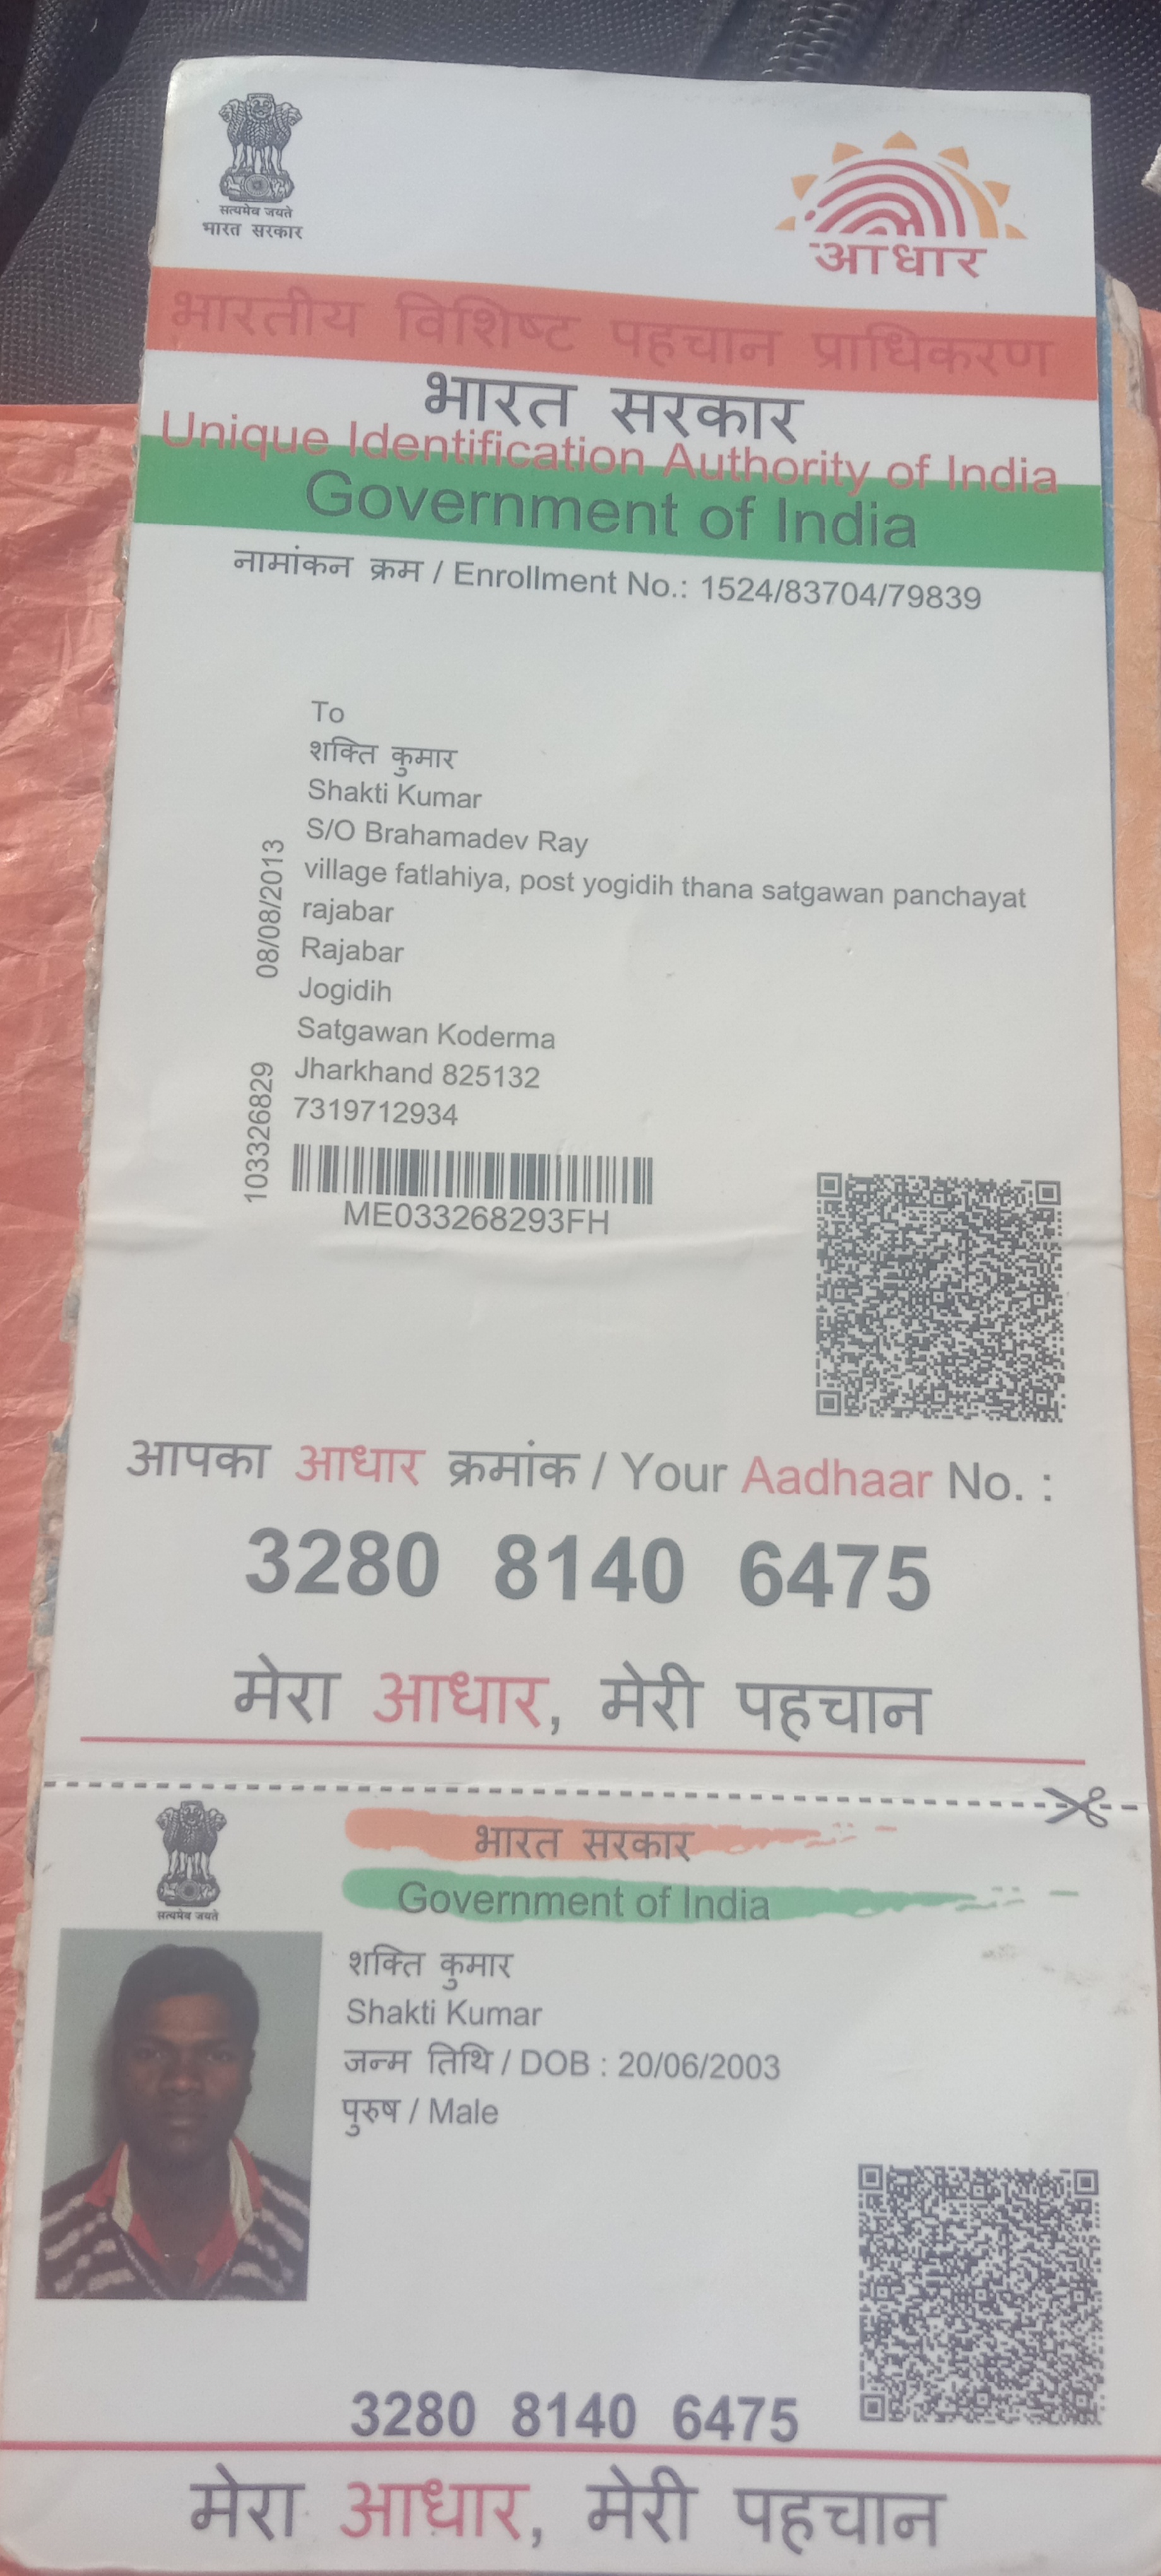 सत्यमेव जयते
भारत सरकार
आधार
भारतीय विशिष्ट पहचान प्राधिकरण
भारत सरकार
Unique Identification Authority of India
Government of India
नामांकन क्रम / Enrollment No.: 1524/83704/79839
To
शक्ति कुमार
Shakti Kumar
S/O Brahamadev Ray
village fatlahiya, post yogidih thana satgawan panchayat
rajabar
Rajabar
Jogidih
Satgawan Koderma
Jharkhand 825132
7319712934
08/08/2013
103326829
ME033268293FH
आपका आधार क्रमांक / Your Aadhaar No. :
3280 8140 6475
मेरा आधार, मेरी पहचान
सत्यमेव जयते
भारत सरकार
Government of India
शक्ति कुमार
Shakti Kumar
जन्म तिथि / DOB : 20/06/2003
पुरुष / Male
3280 8140 6475
मेरा आधार, मेरी पहचान